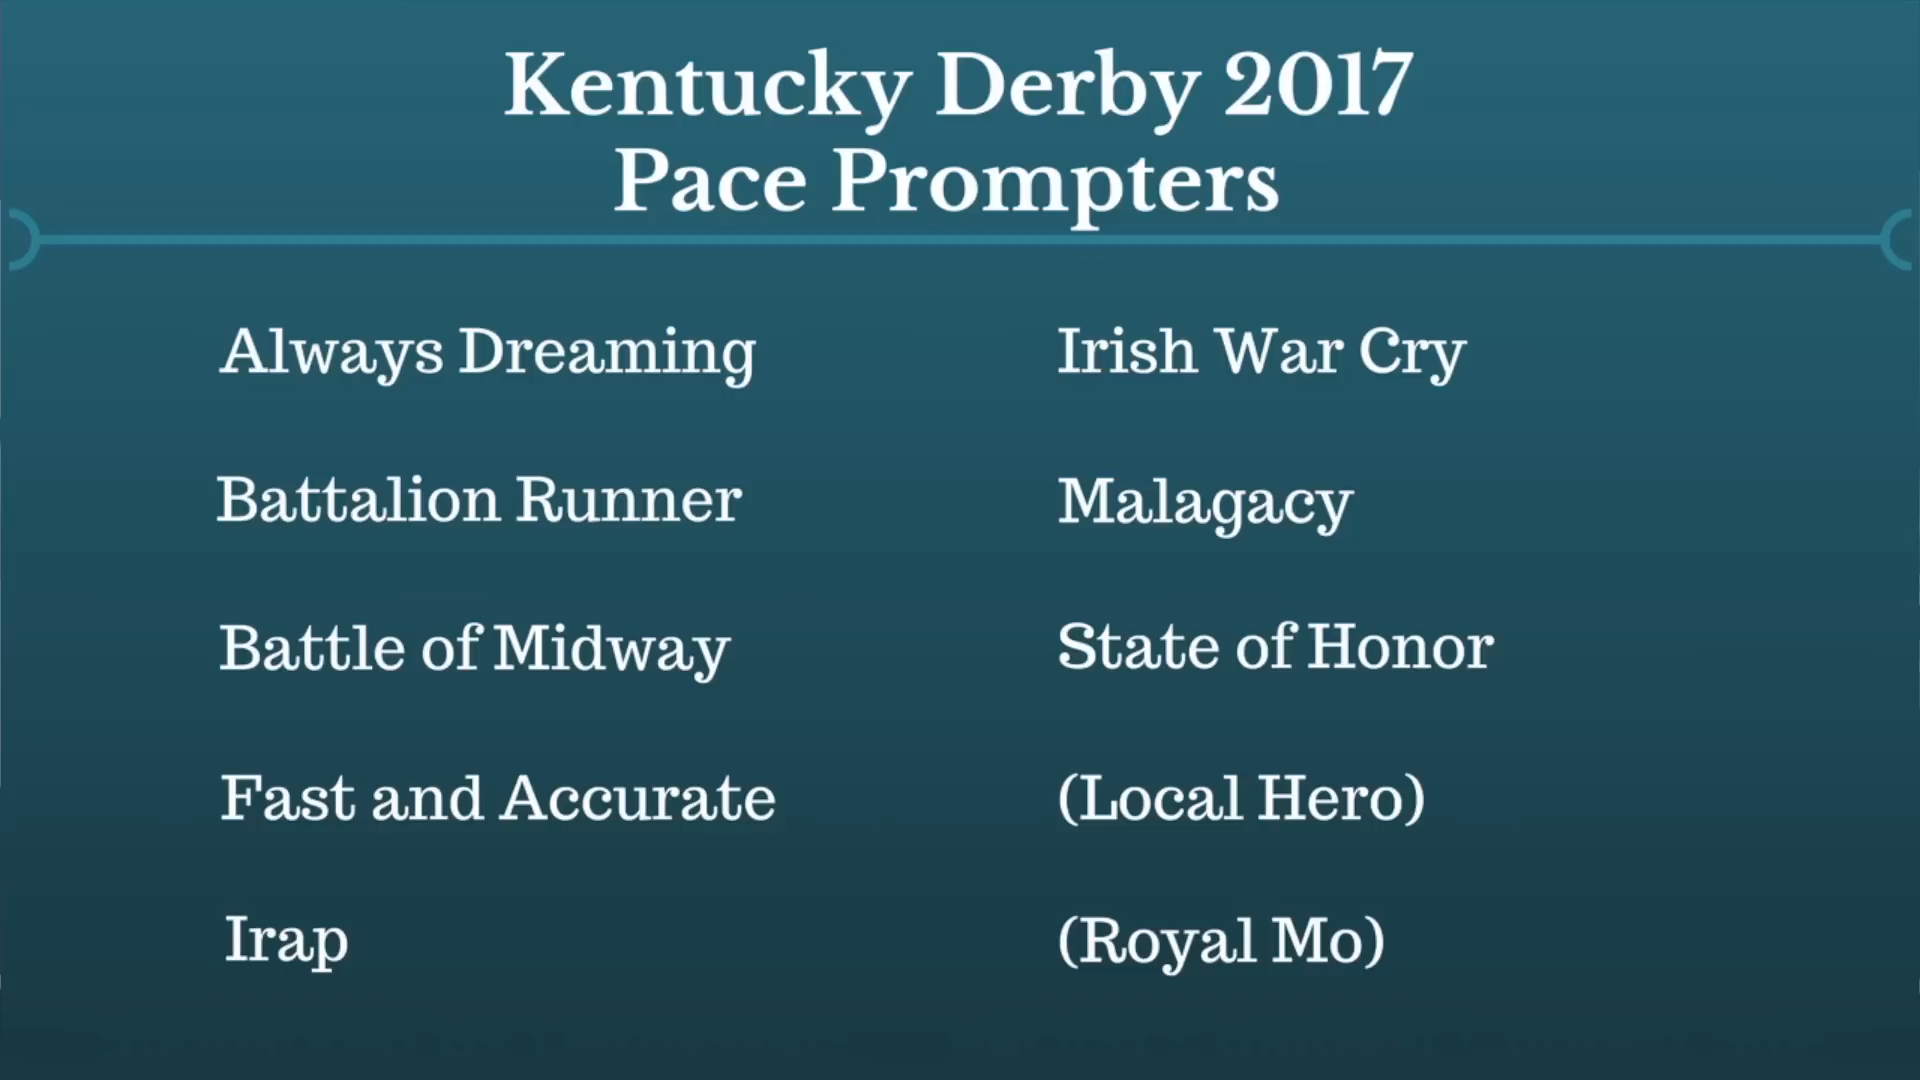 Kentucky Derby 2017
Pace Prompters
Always Dreaming
Battalion Runner
Battle of Midway
Fast and Accurate
Irap
Irish War Cry
Malagacy
State of Honor
(Local Hero)
(Royal Mo)